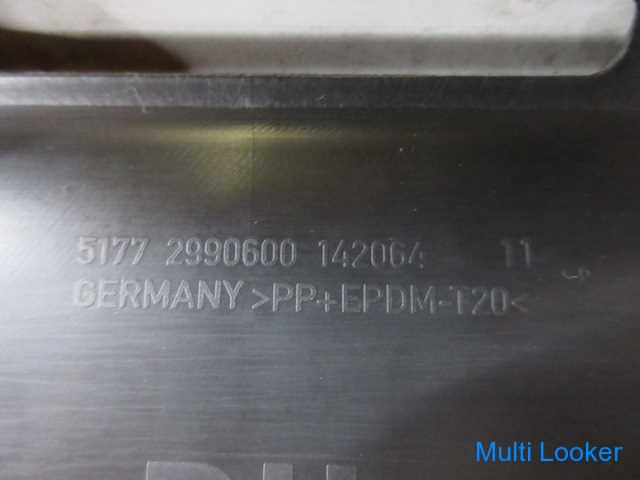 5177 2990600 142064 11
GERMANY >PP+EPDM-T20<
Multi Looker